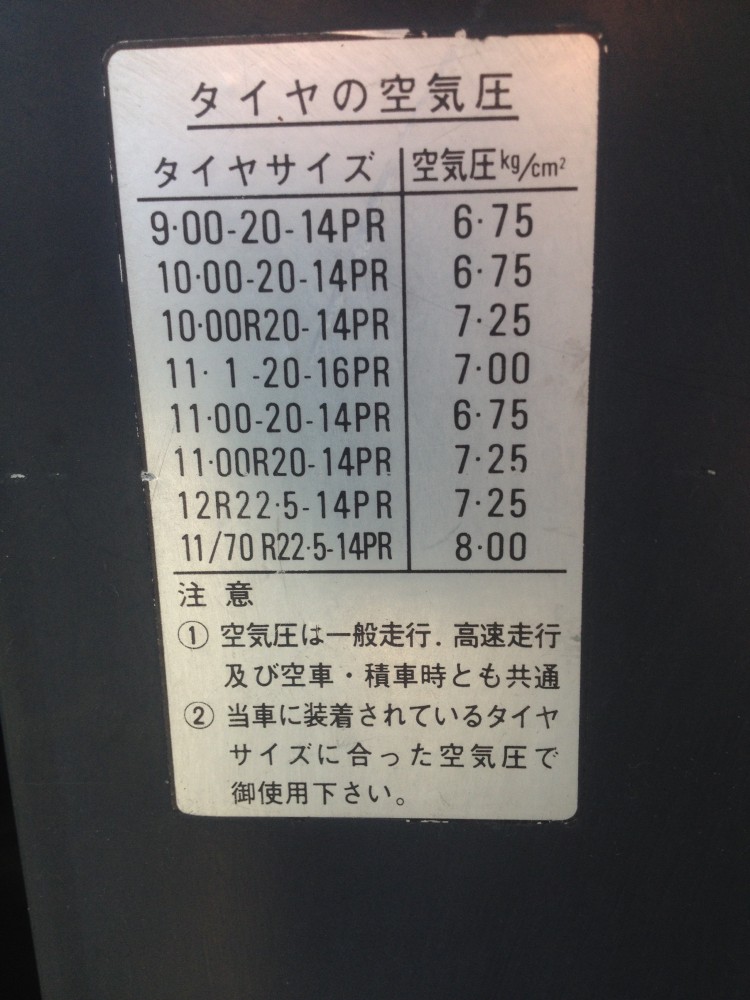 タイヤの空気圧
タイヤサイズ 空気圧kg/cm²
9·00-20-14PR 6·75
10·00-20-14PR 6·75
10·00R20-14PR 7·25
11·1-20-16PR 7·00
11·00-20-14PR 6·75
11·00R20-14PR 7·25
12R22·5-14PR 7·25
11/70R22·5-14PR 8·00
注意
① 空気圧は一般走行．高速走行
及び空車・積車時とも共通
② 当車に装着されているタイヤ
サイズに合った空気圧で
御使用下さい。